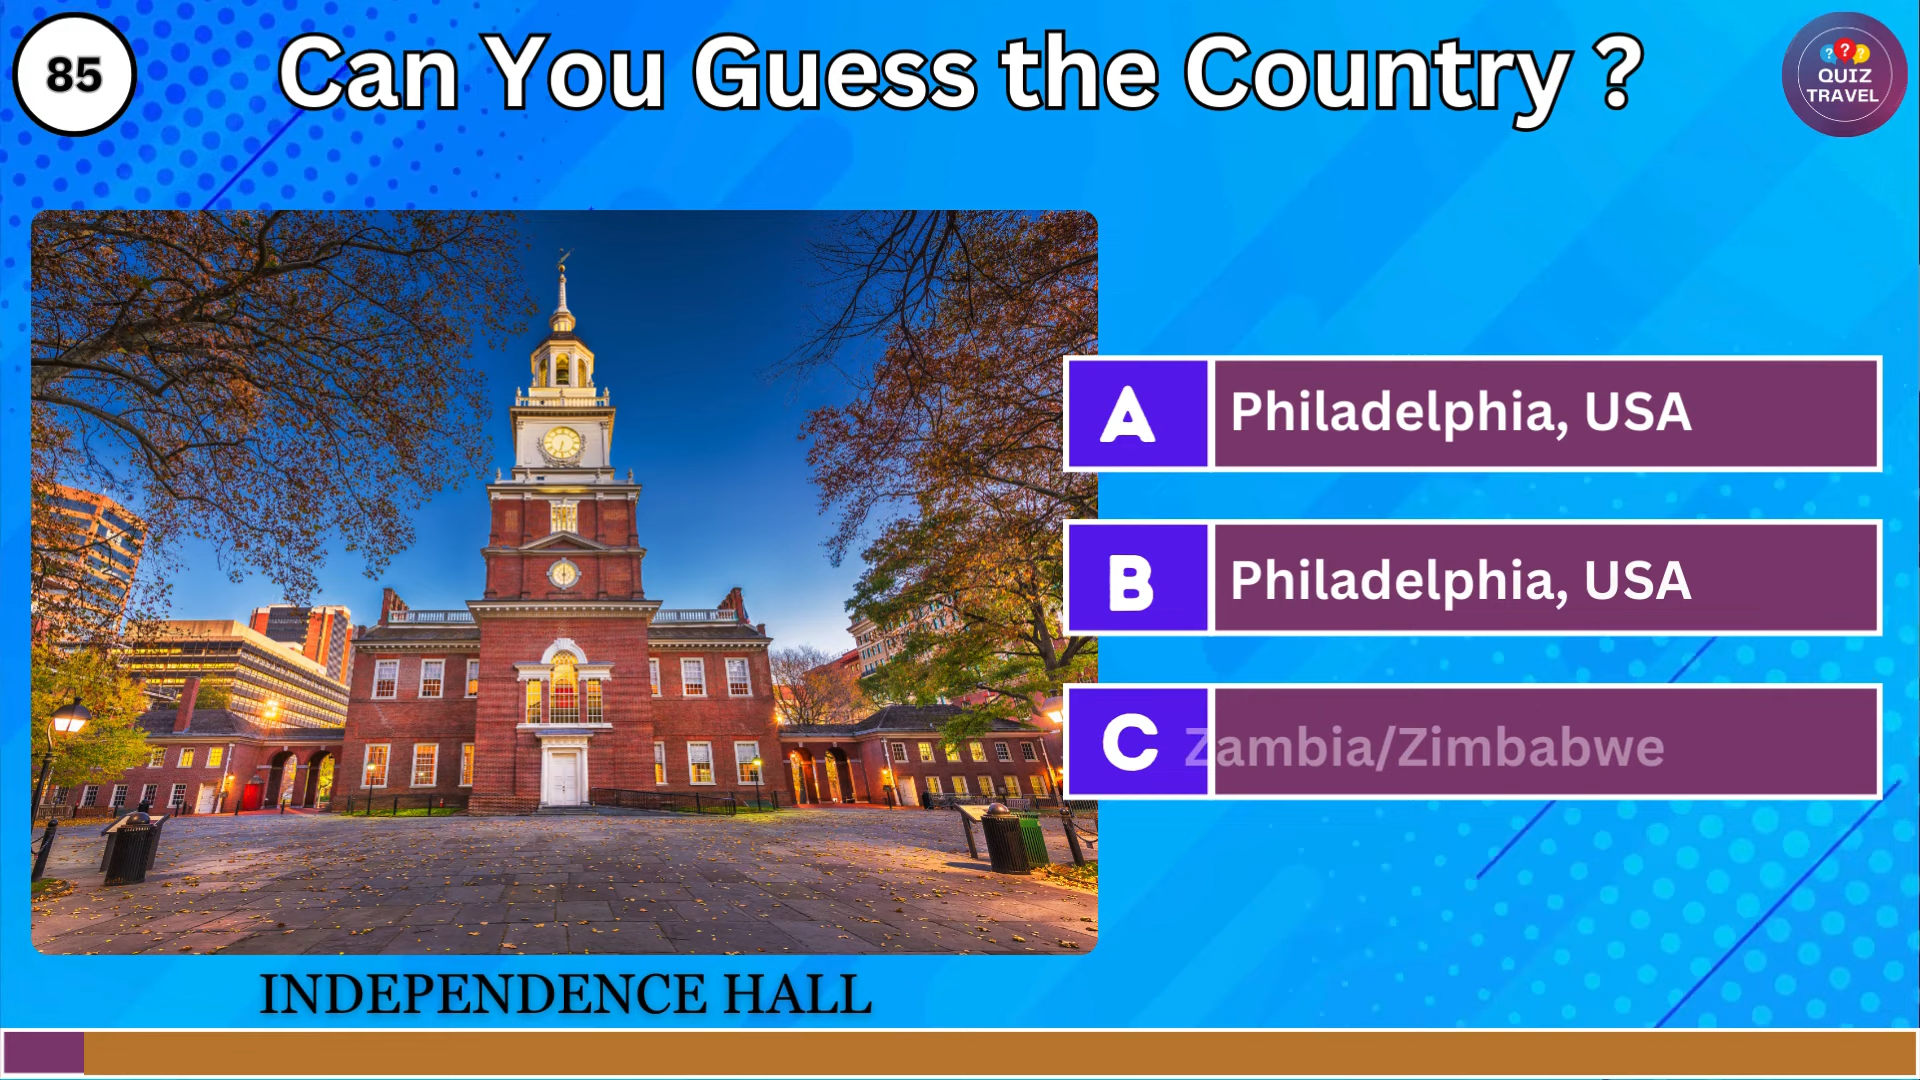 85
Can You Guess the Country ?
? ? ?
QUIZ
TRAVEL
A Philadelphia, USA
B Philadelphia, USA
C Zambia/Zimbabwe
INDEPENDENCE HALL